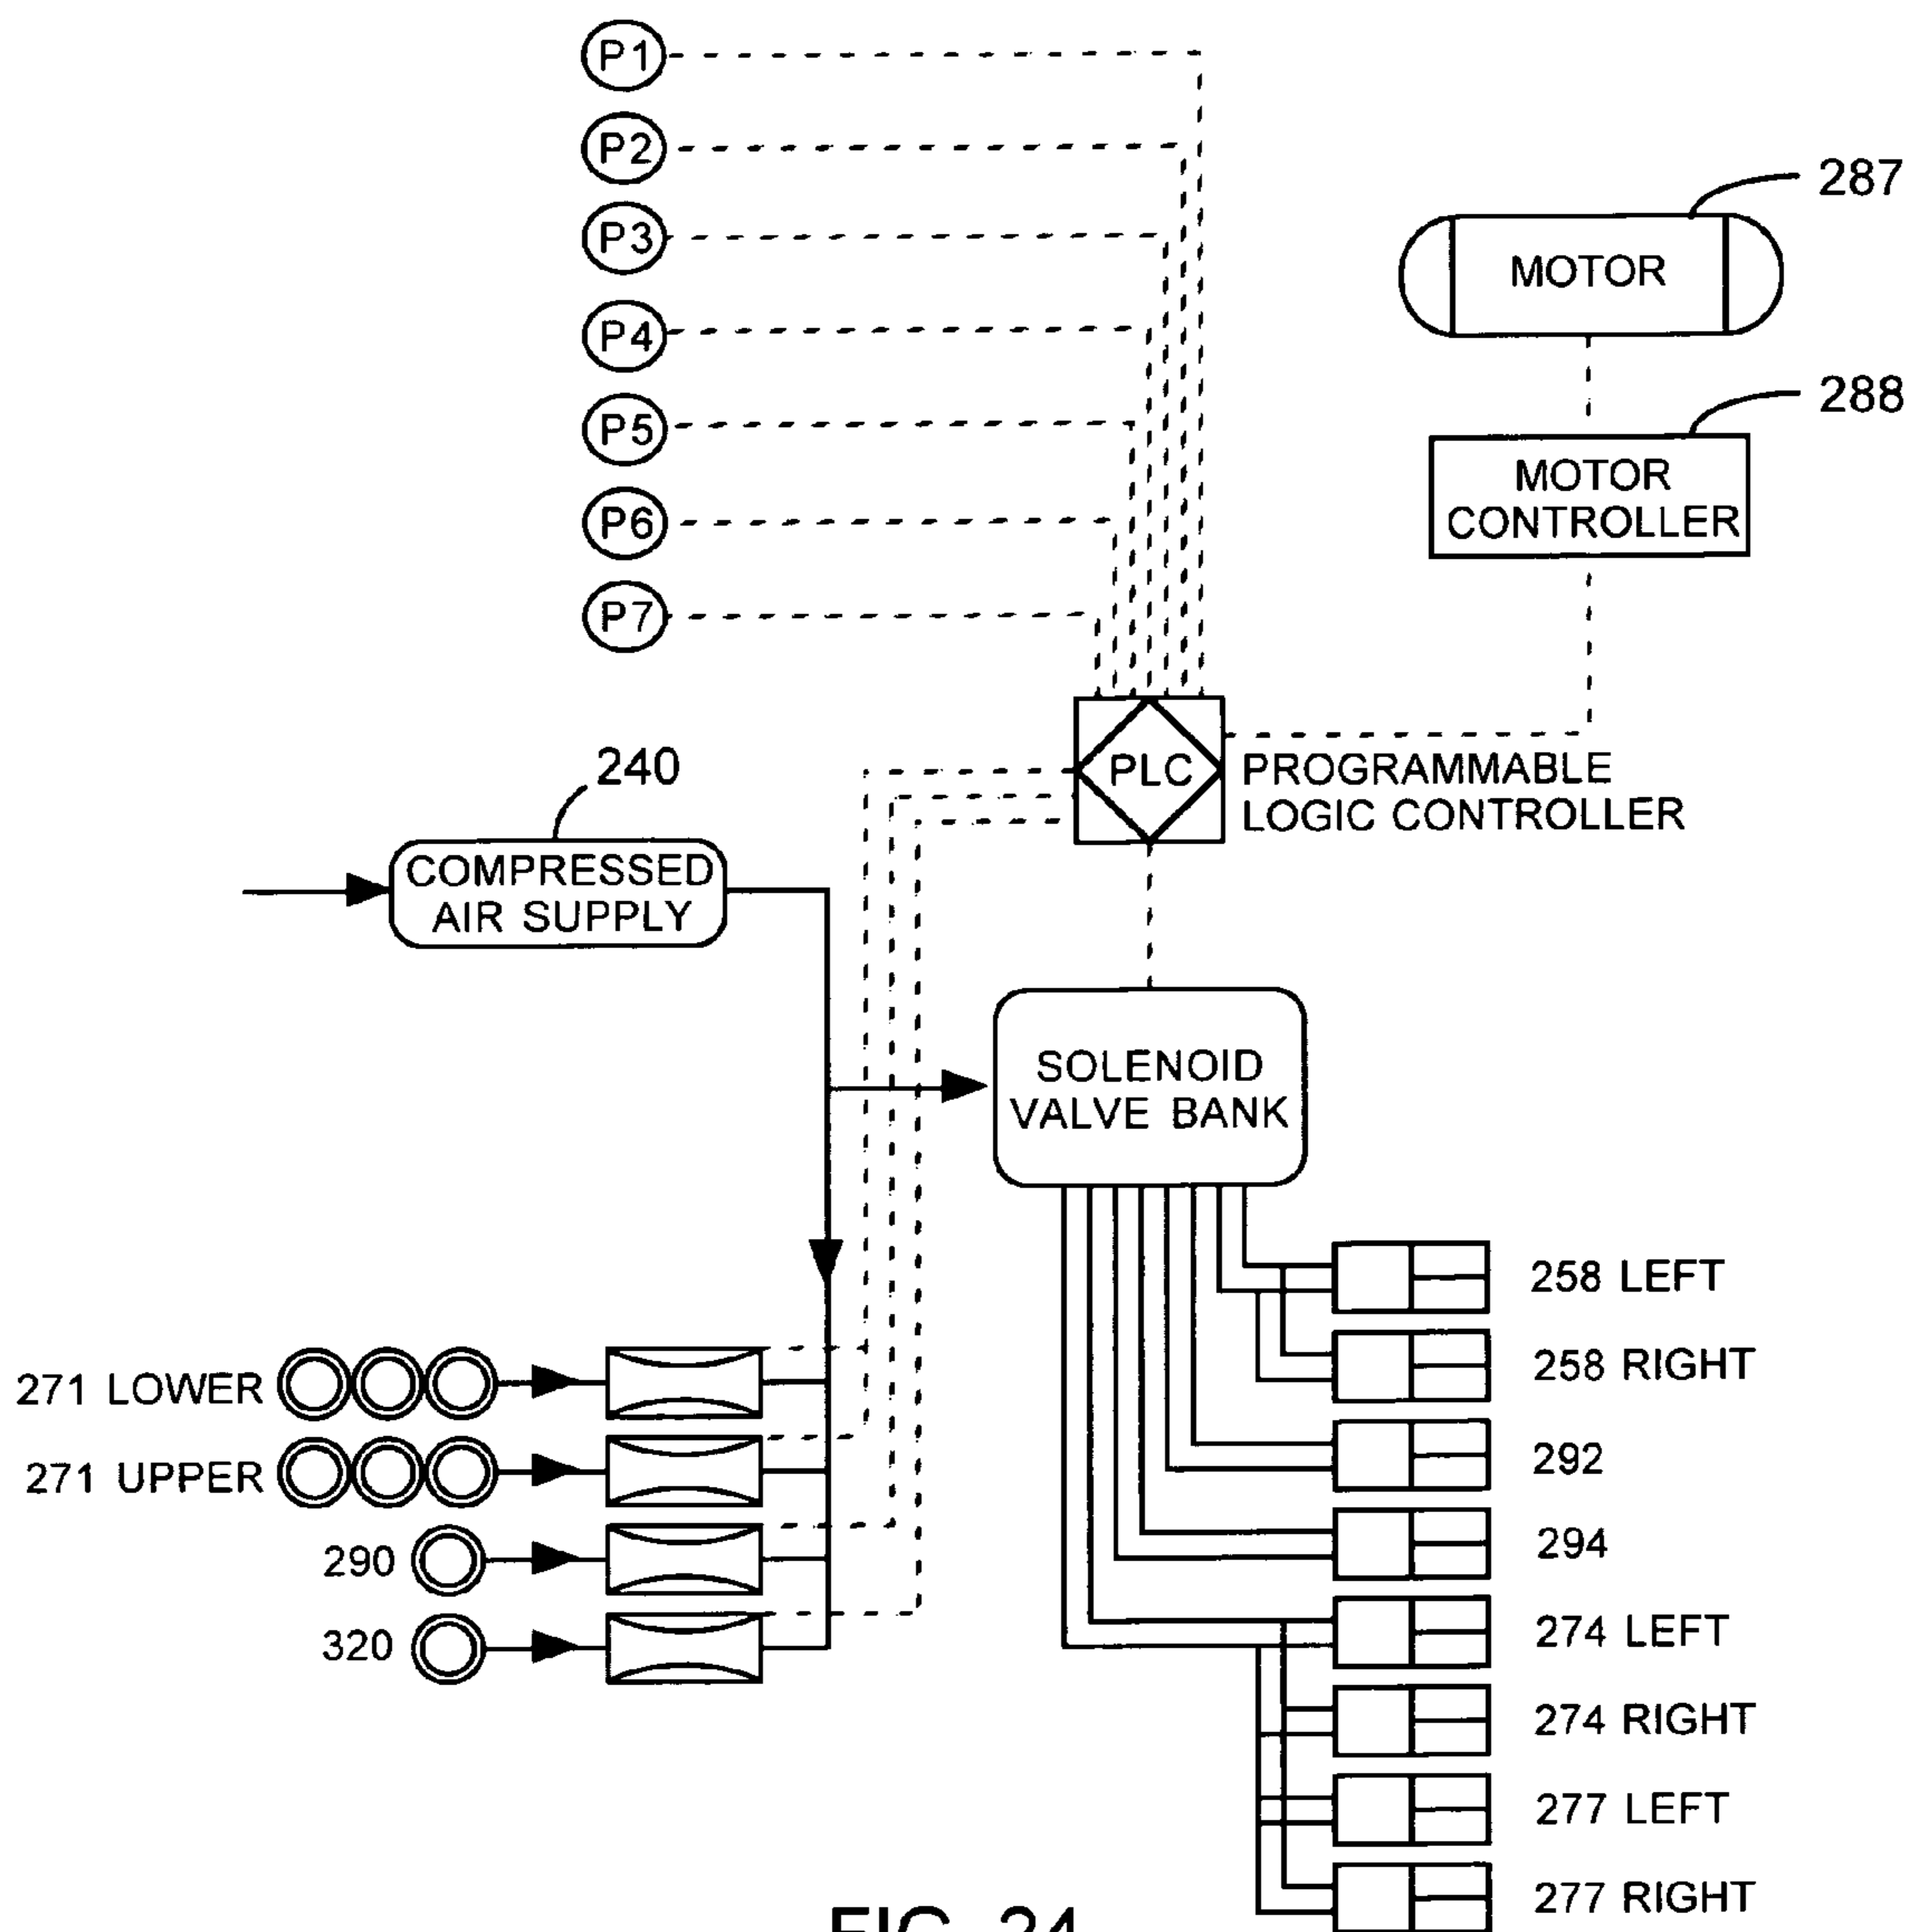 P1
P2
287
P3
MOTOR
P4
288
P5
MOTOR
CONTROLLER
P6
P7
PLC
PROGRAMMABLE
LOGIC CONTROLLER
240
COMPRESSED
AIR SUPPLY
SOLENOID
VALVE BANK
258 LEFT
258 RIGHT
271 LOWER
292
271 UPPER
294
290
274 LEFT
320
274 RIGHT
277 LEFT
277 RIGHT
FIG. 24